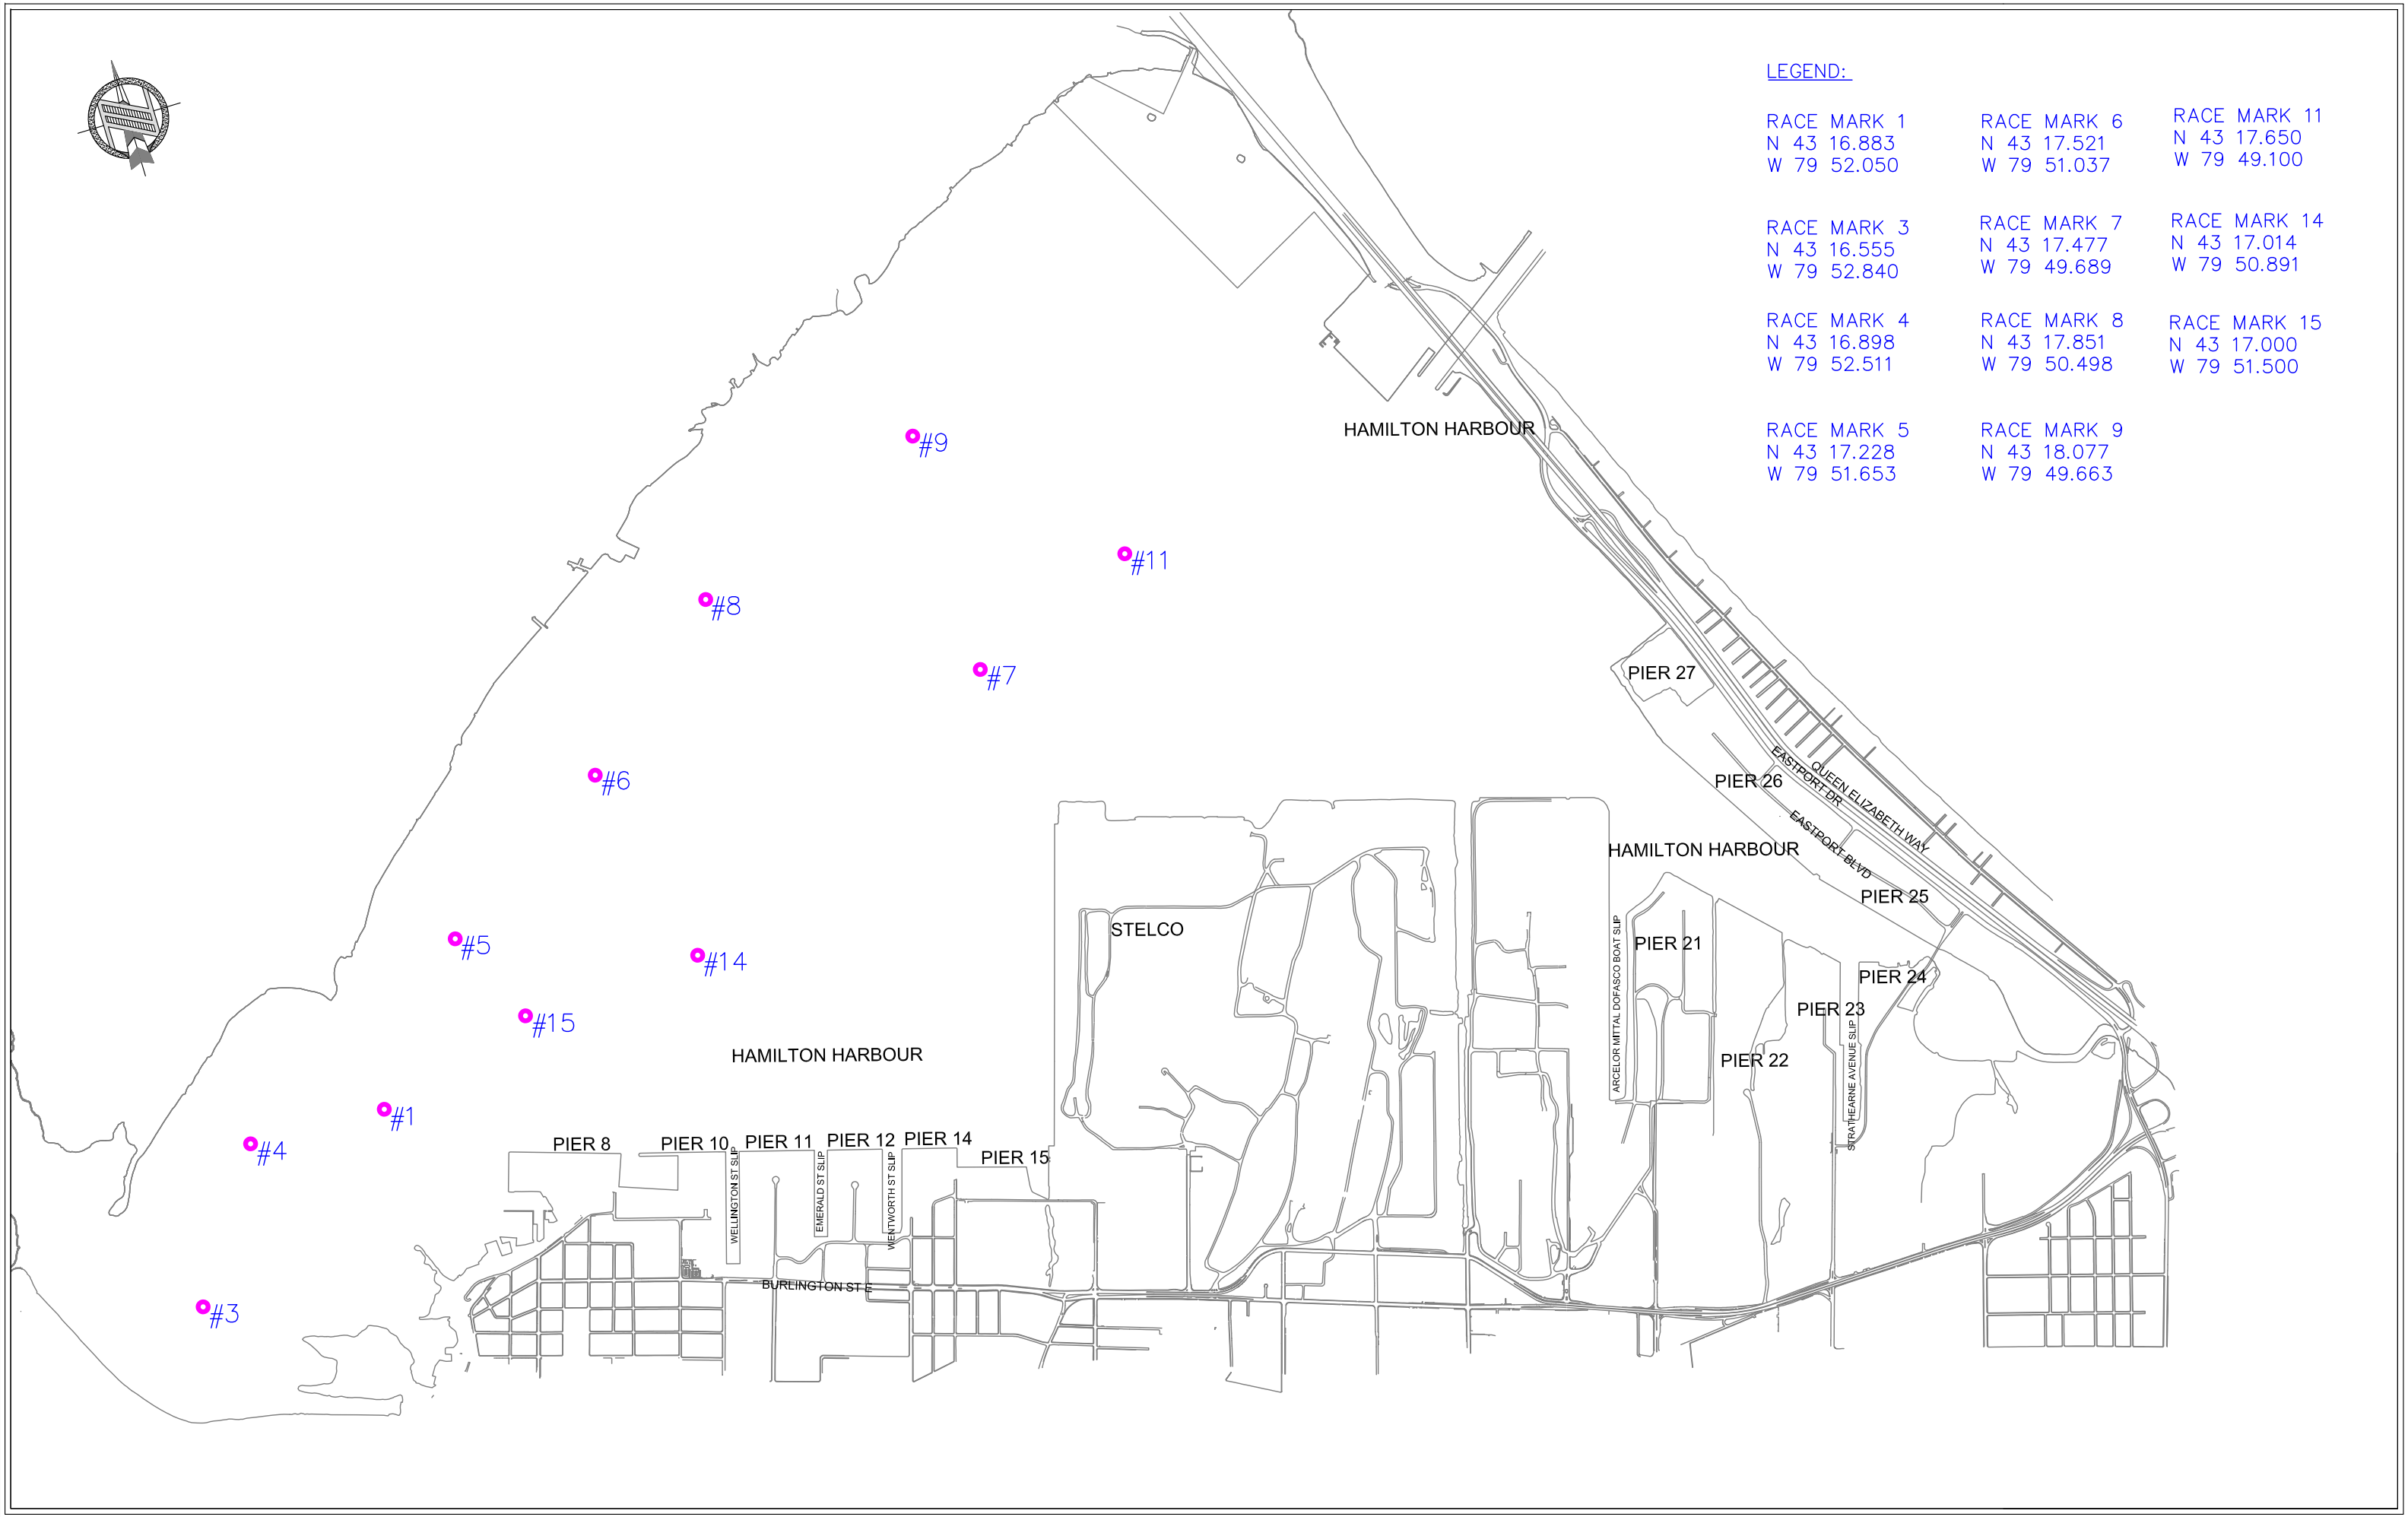 LEGEND:
RACE MARK 1
N 43 16.883
W 79 52.050
RACE MARK 3
N 43 16.555
W 79 52.840
RACE MARK 4
N 43 16.898
W 79 52.511
RACE MARK 5
N 43 17.228
W 79 51.653
RACE MARK 6
N 43 17.521
W 79 51.037
RACE MARK 7
N 43 17.477
W 79 49.689
RACE MARK 8
N 43 17.851
W 79 50.498
RACE MARK 9
N 43 18.077
W 79 49.663
RACE MARK 11
N 43 17.650
W 79 49.100
RACE MARK 14
N 43 17.014
W 79 50.891
RACE MARK 15
N 43 17.000
W 79 51.500
HAMILTON HARBOUR
#9
#11
#8
#7
#6
#5
#14
#15
#1
#4
#3
PIER 27
PIER 26
QUEEN ELIZABETH WAY
EASTPORT DR
EASTPORT BLVD
HAMILTON HARBOUR
PIER 25
STELCO
PIER 21
PIER 24
PIER 23
PIER 22
ARCELOR MITTAL DOFASCO BOAT SLIP
STRATHEARNE AVENUE SLIP
HAMILTON HARBOUR
PIER 8
PIER 10
PIER 11
PIER 12
PIER 14
PIER 15
WELLINGTON ST SLIP
EMERALD ST SLIP
WENTWORTH ST SLIP
BURLINGTON ST E